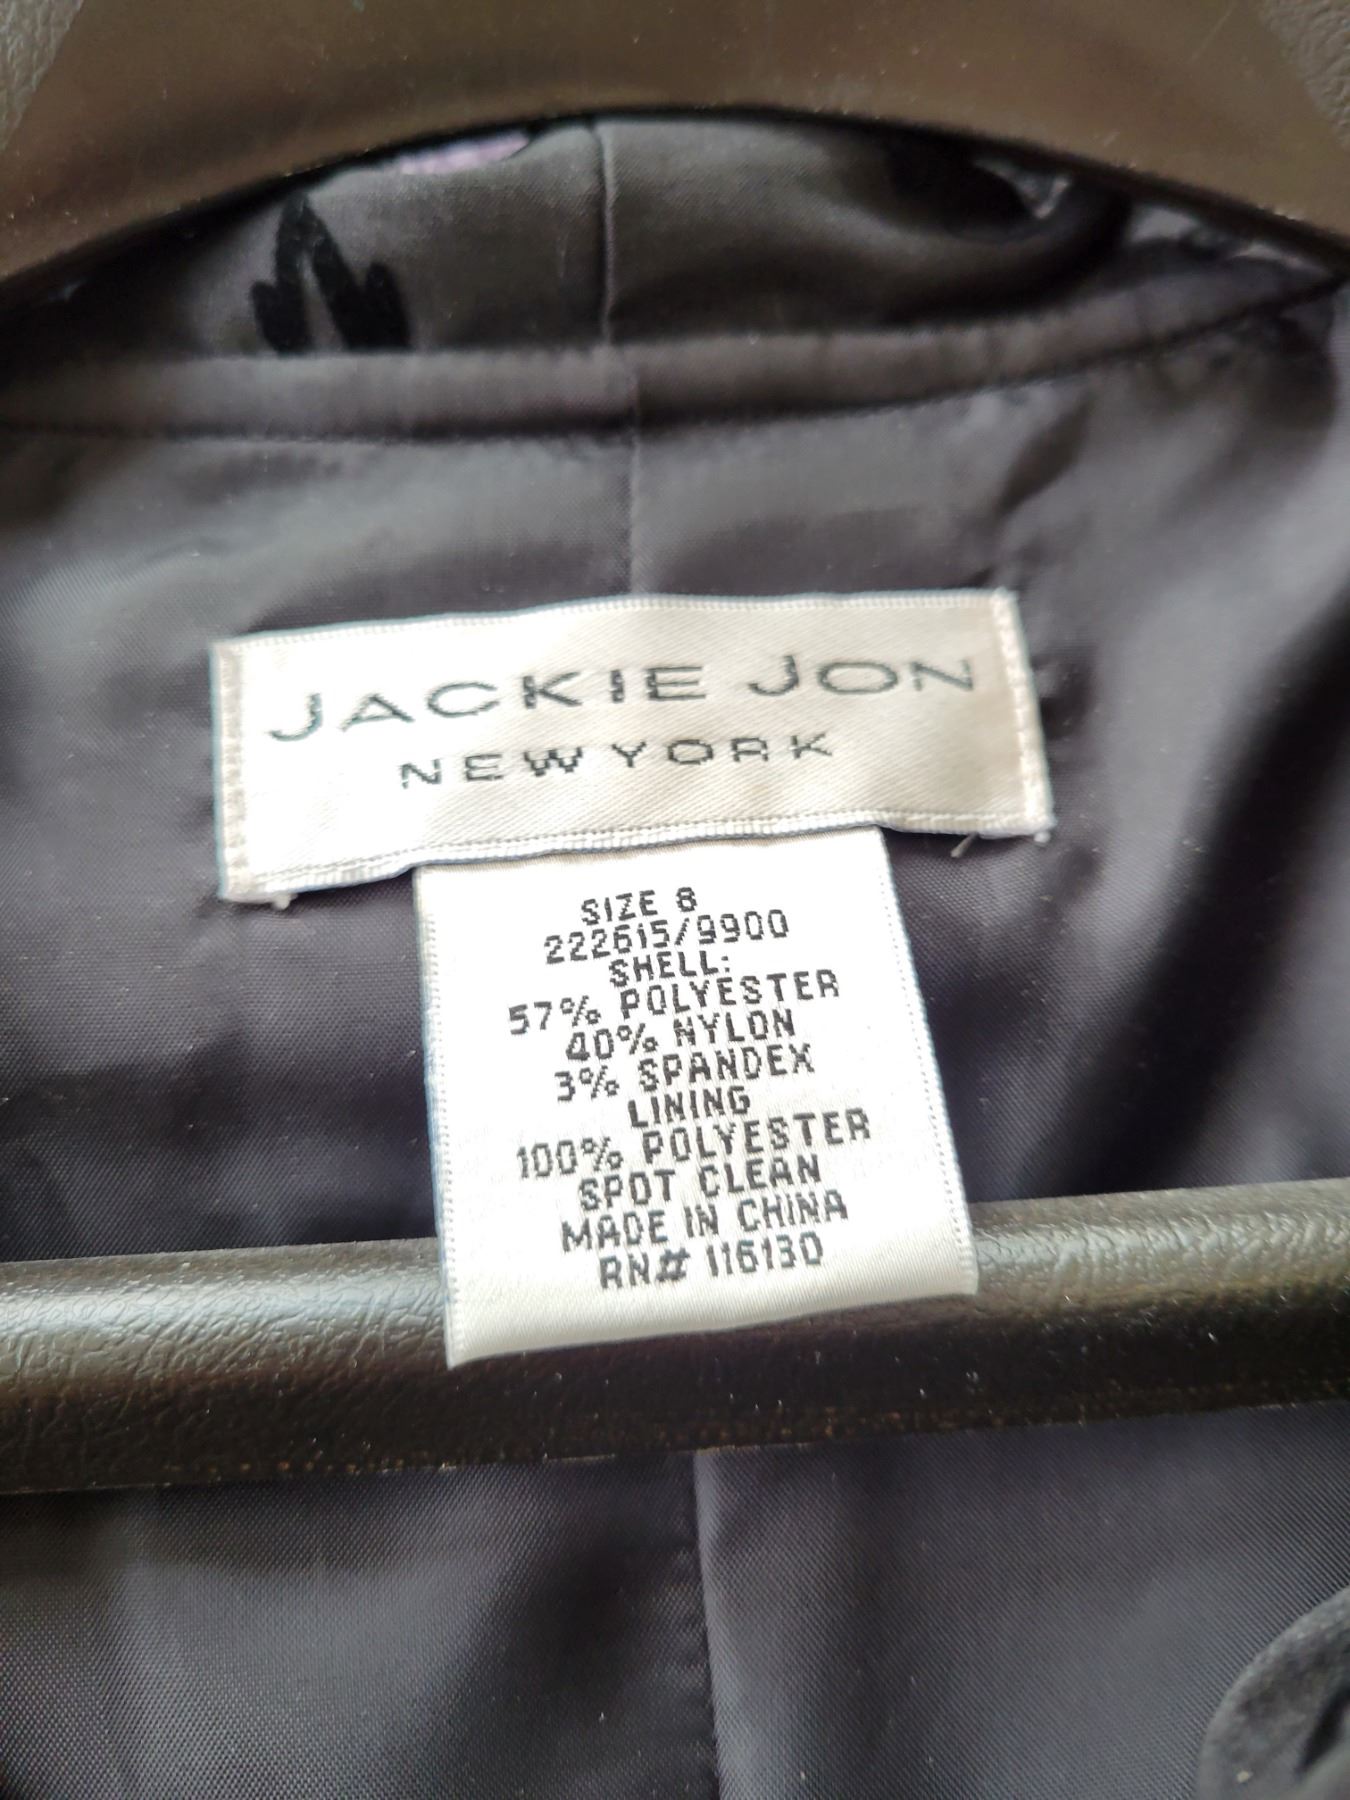 JACKIE JON
NEW YORK
SIZE 8
222615/9900
SHELL:
57% POLYESTER
40% NYLON
3% SPANDEX
LINING
100% POLYESTER
SPOT CLEAN
MADE IN CHINA
RN# 116130